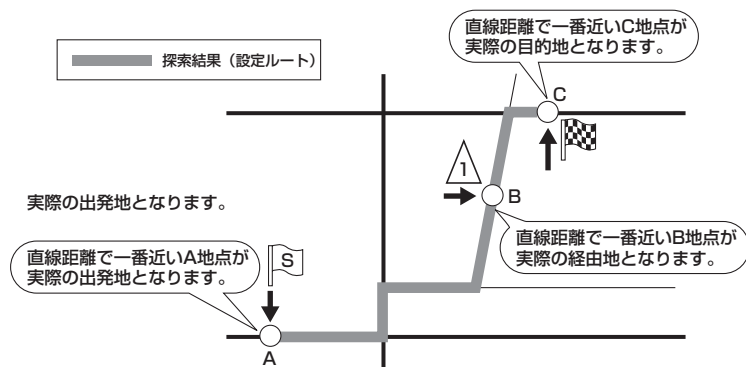 直線距離で一番近いC地点が
実際の目的地となります。
探索結果（設定ルート）
C
1
B
実際の出発地となります。
直線距離で一番近いB地点が
実際の経由地となります。
直線距離で一番近いA地点が
実際の出発地となります。
S
A